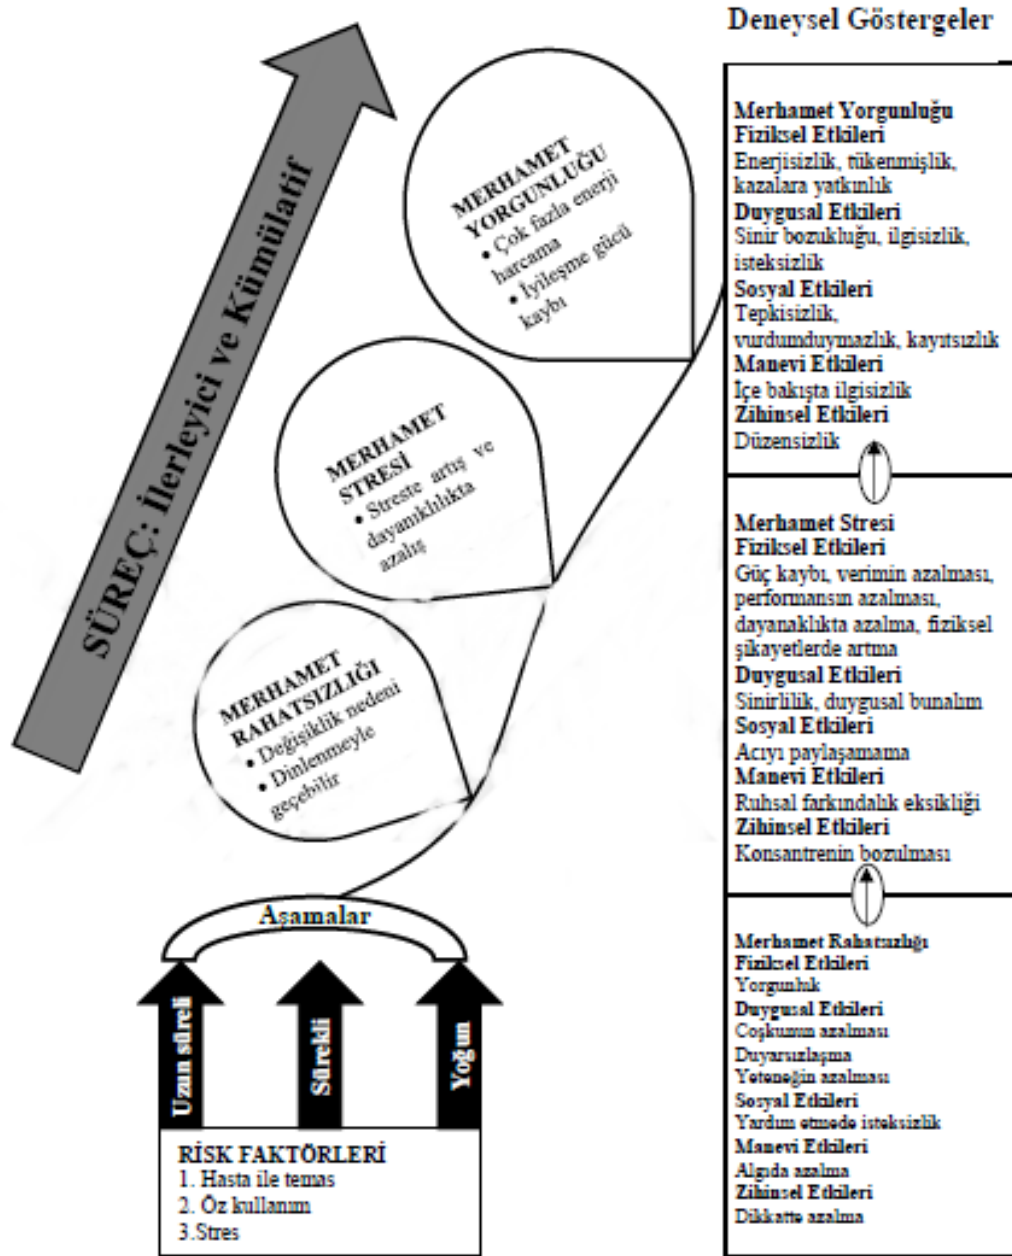 Deneysel Göstergeler
SÜREÇ: İlerleyici ve Kümülatif
MERHAMET
YORGUNLUĞU
• Çok fazla enerji
harcama
• İyileşme gücü
kaybı
MERHAMET
STRESİ
• Streste artış ve
dayanıklılıkta
azalış
MERHAMET
RAHATSIZLIĞI
• Değişiklik nedeni
• Dinlenmeyle
geçebilir
Aşamalar
Uzun süreli
Sürekli
Yoğun
RİSK FAKTÖRLERİ
1. Hasta ile temas
2. Öz kullanım
3.Stres
Merhamet Yorgunluğu
Fiziksel Etkileri
Enerjisizlik, tükenmişlik,
kazalara yatkınlık
Duygusal Etkileri
Sinir bozukluğu, ilgisizlik,
isteksizlik
Sosyal Etkileri
Tepkisizlik,
vurdumduymazlık, kayıtsızlık
Manevi Etkileri
İçe bakışta ilgisizlik
Zihinsel Etkileri
Düzensizlik
Merhamet Stresi
Fiziksel Etkileri
Güç kaybı, verimin azalması,
performansın azalması,
dayanaklıkta azalma, fiziksel
şikayetlerde artma
Duygusal Etkileri
Sinirlilik, duygusal bunalım
Sosyal Etkileri
Acıyı paylaşamama
Manevi Etkileri
Ruhsal farkındalık eksikliği
Zihinsel Etkileri
Konsantrenin bozulması
Merhamet Rahatsızlığı
Fiziksel Etkileri
Yorgunluk
Duygusal Etkileri
Coşkunun azalması
Duyarsızlaşma
Yeteneğin azalması
Sosyal Etkileri
Yardım etmede isteksizlik
Manevi Etkileri
Algıda azalma
Zihinsel Etkileri
Dikkatte azalma